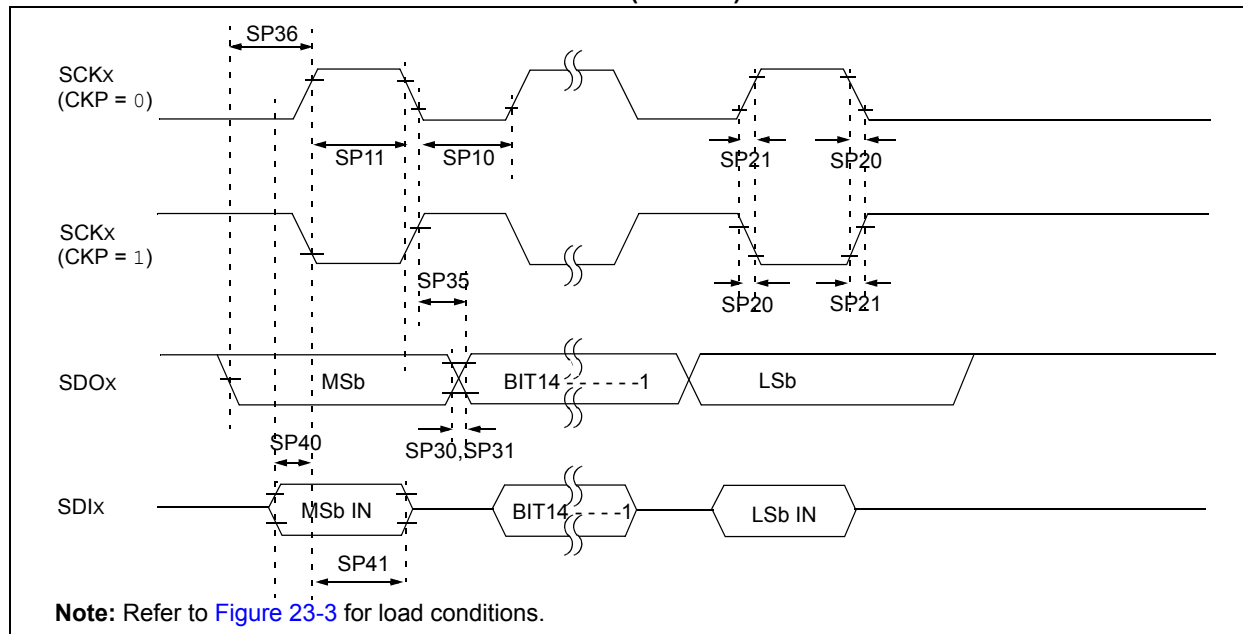 SP36
SCKx
(CKP = 0)
SP11
SP10
SP21
SP20
SCKx
(CKP = 1)
SP35
SP20
SP21
SDOx
MSb
BIT14 - - - - - -1
LSb
SP40
SP30,SP31
SDIx
MSb IN
BIT14 - - - -1
LSb IN
SP41
Note: Refer to Figure 23-3 for load conditions.